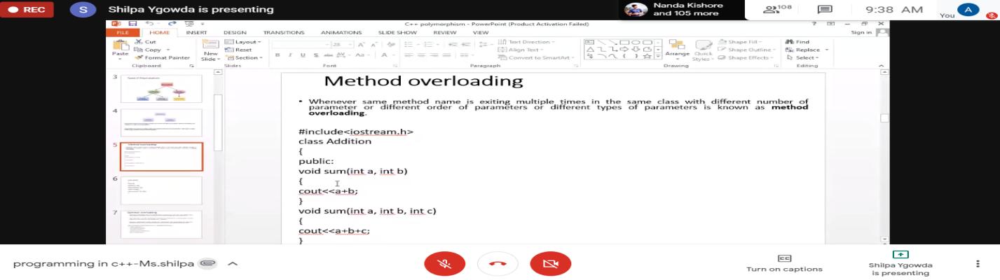 REC
S
Shilpa Ygowda is presenting
Nanda Kishore
and 105 more
108
9:38 AM
You
A
C++ polymorphism - PowerPoint (Product Activation Failed)
FILE HOME INSERT DESIGN TRANSITIONS ANIMATIONS SLIDE SHOW REVIEW VIEW
Sign in
Paste
Cut
Copy
Format Painter
Clipboard
New
Slide
Layout
Reset
Section
Slides
28
B I U S abc AV Aa A
Font
Text Direction
Align Text
Convert to SmartArt
Paragraph
Arrange
Quick
Styles
Shape Fill
Shape Outline
Shape Effects
Drawing
Find
Replace
Select
Editing
3
4
5
6
7
Method overloading
• Whenever same method name is exiting multiple times in the same class with different number of
parameter or different order of parameters or different types of parameters is known as method
overloading.
#include<iostream.h>
class Addition
{
public:
void sum(int a, int b)
{
cout<<a+b;
}
void sum(int a, int b, int c)
{
cout<<a+b+c;
}
programming in c++-Ms.shilpa
CC
Turn on captions
Shilpa Ygowda
is presenting